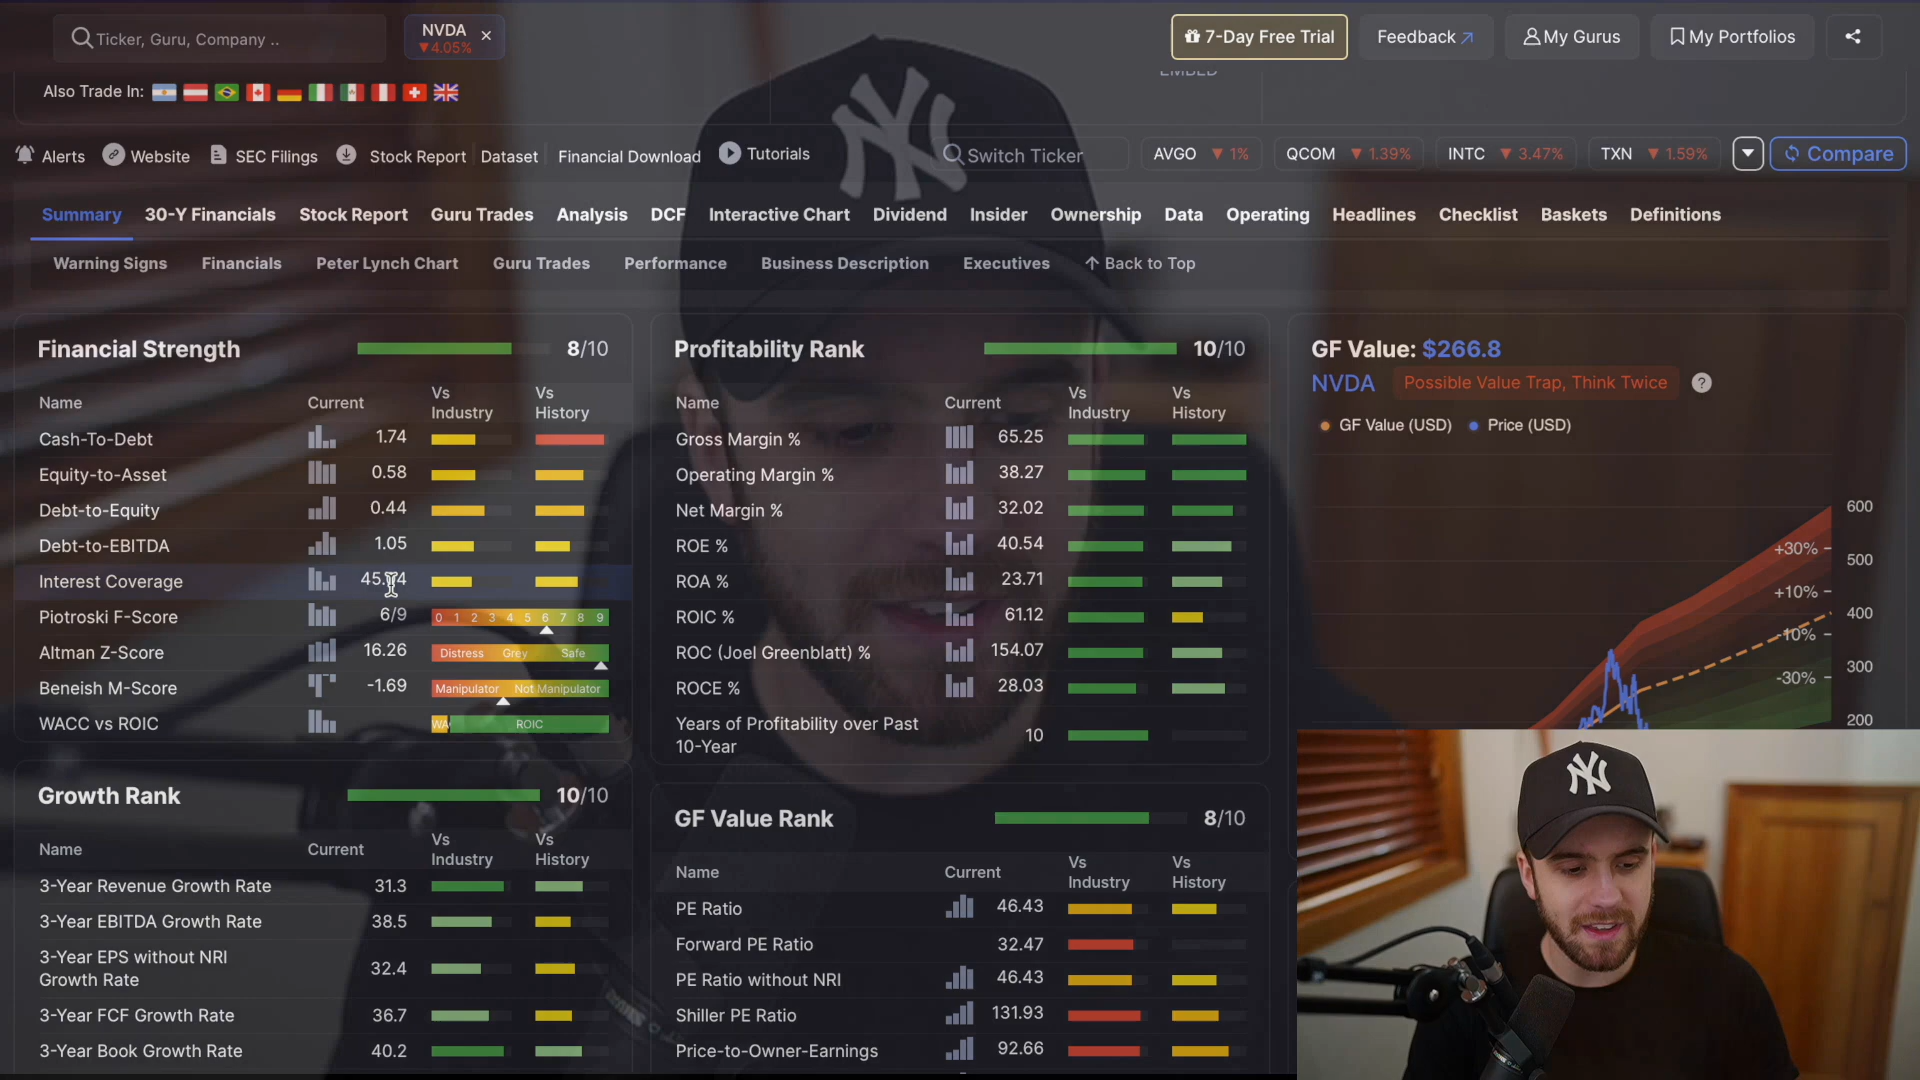 Ticker, Guru, Company ..
NVDA
▼4.05%
×
7-Day Free Trial
Feedback
My Gurus
My Portfolios
Also Trade In:
EMBED
Alerts
Website
SEC Filings
Stock Report
Dataset
Financial Download
Tutorials
Switch Ticker
AVGO ▼ 1%
QCOM ▼ 1.39%
INTC ▼ 3.47%
TXN ▼ 1.59%
Compare
Summary
30-Y Financials
Stock Report
Guru Trades
Analysis
DCF
Interactive Chart
Dividend
Insider
Ownership
Data
Operating
Headlines
Checklist
Baskets
Definitions
Warning Signs
Financials
Peter Lynch Chart
Guru Trades
Performance
Business Description
Executives
↑ Back to Top
Financial Strength 8/10
Name Current Vs Industry Vs History
Cash-To-Debt 1.74
Equity-to-Asset 0.58
Debt-to-Equity 0.44
Debt-to-EBITDA 1.05
Interest Coverage
Piotroski F-Score 6/9 0 1 2 3 4 5 6 7 8 9
Altman Z-Score 16.26 Distress Grey Safe
Beneish M-Score -1.69 Manipulator Not Manipulator
WACC vs ROIC WA ROIC
Growth Rank 10/10
Name Current Vs Industry Vs History
3-Year Revenue Growth Rate 31.3
3-Year EBITDA Growth Rate 38.5
3-Year EPS without NRI
Growth Rate 32.4
3-Year FCF Growth Rate 36.7
3-Year Book Growth Rate 40.2
Profitability Rank 10/10
Name Current Vs Industry Vs History
Gross Margin % 65.25
Operating Margin % 38.27
Net Margin % 32.02
ROE % 40.54
ROA % 23.71
ROIC % 61.12
ROC (Joel Greenblatt) % 154.07
ROCE % 28.03
Years of Profitability over Past
10-Year 10
GF Value Rank 8/10
Name Current Vs Industry Vs History
PE Ratio 46.43
Forward PE Ratio 32.47
PE Ratio without NRI 46.43
Shiller PE Ratio 131.93
Price-to-Owner-Earnings 92.66
GF Value: $266.8
NVDA Possible Value Trap, Think Twice ?
GF Value (USD) Price (USD)
600
+30%
500
+10%
400
-10%
300
-30%
200
NY
NY